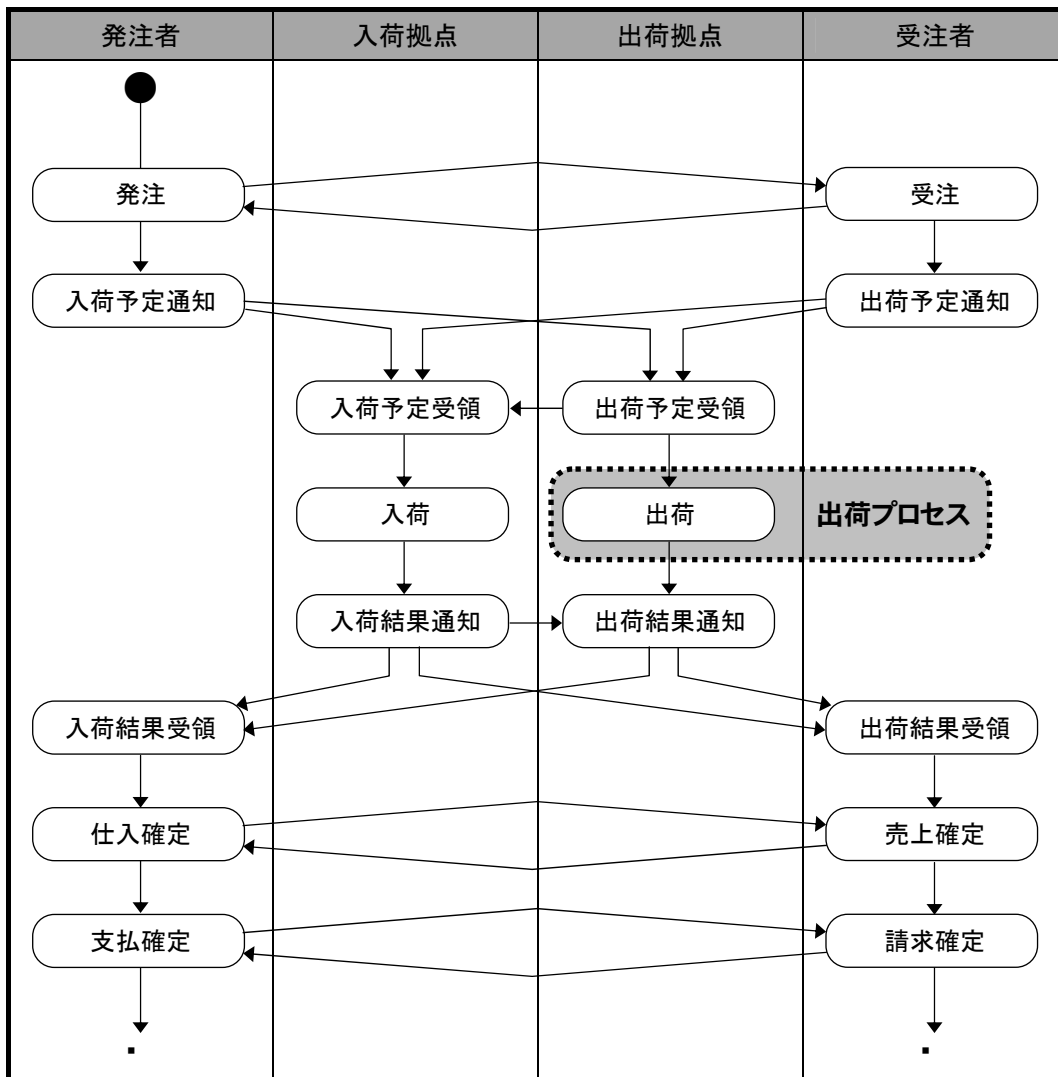 発注者 入荷拠点 出荷拠点 受注者
発注 受注
入荷予定通知 出荷予定通知
入荷予定受領 出荷予定受領
入荷 出荷 出荷プロセス
入荷結果通知 出荷結果通知
入荷結果受領 出荷結果受領
仕入確定 売上確定
支払確定 請求確定